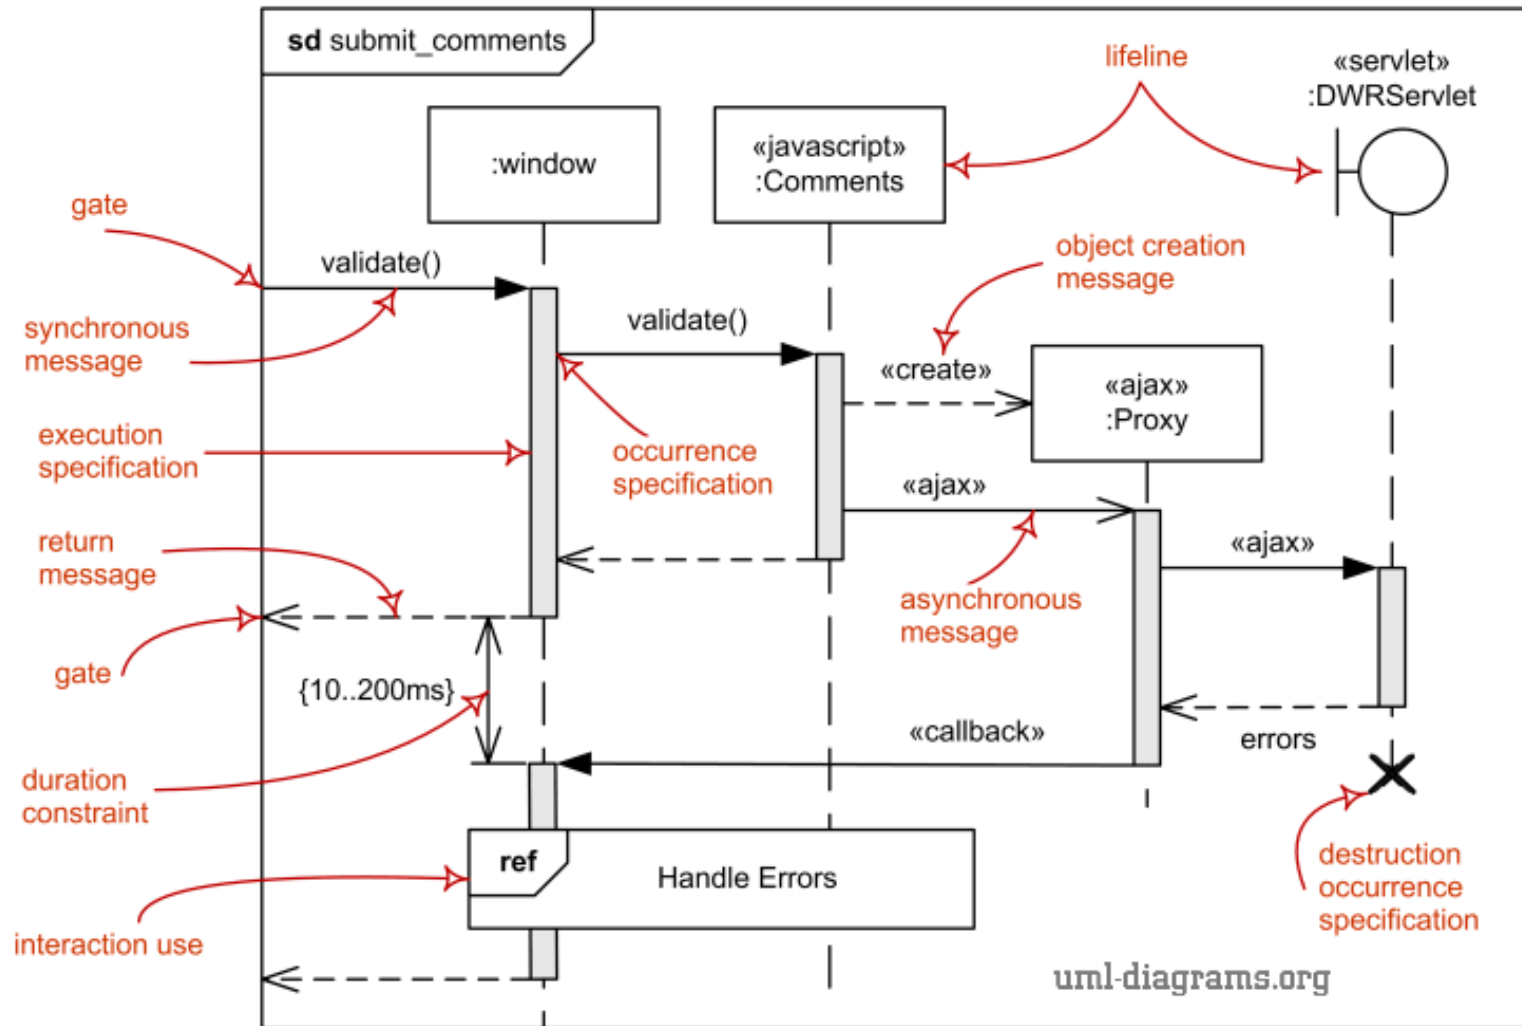 sd submit_comments
lifeline
«servlet»
:DWRServlet
:window
«javascript»
:Comments
gate
validate()
object creation
message
synchronous
message
validate()
«create»
«ajax»
:Proxy
execution
specification
occurrence
specification
«ajax»
return
message
«ajax»
asynchronous
message
gate
{10..200ms}
«callback»
errors
duration
constraint
ref
Handle Errors
destruction
occurrence
specification
interaction use
uml-diagrams.org